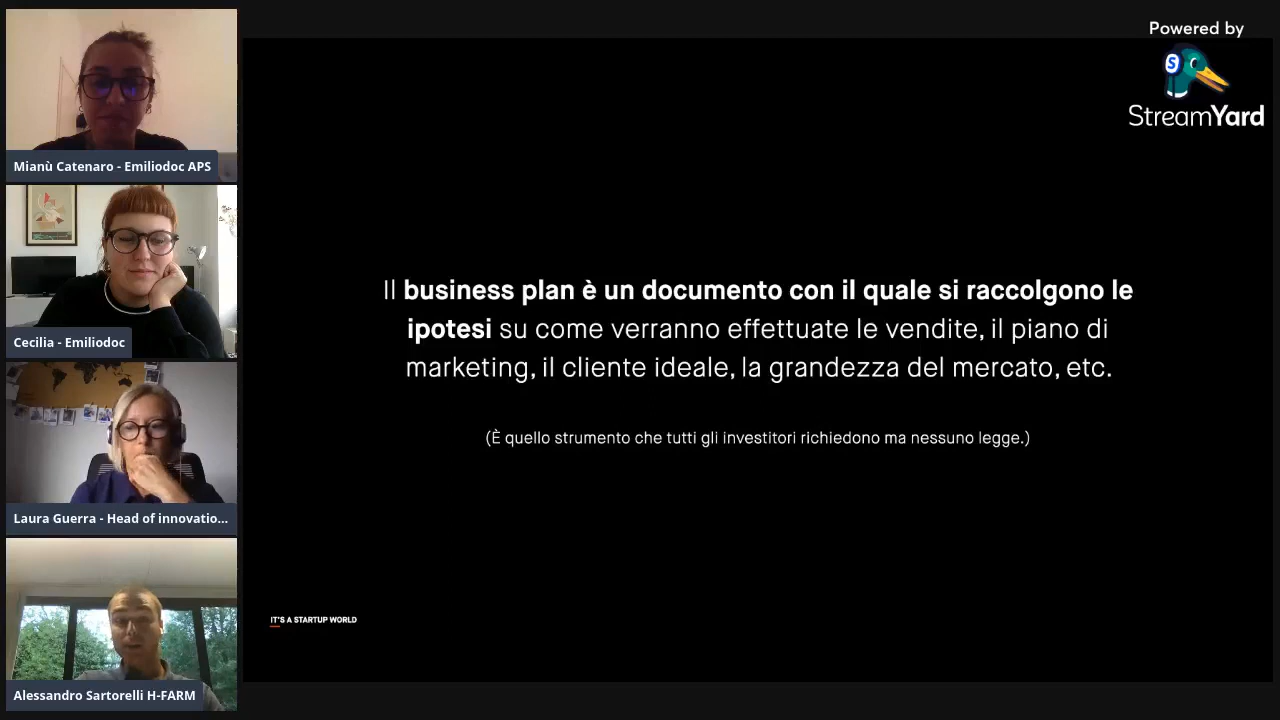 Mianù Catenaro - Emiliodoc APS
Cecilia - Emiliodoc
Laura Guerra - Head of innovatio...
Alessandro Sartorelli H-FARM
Powered by
S
StreamYard
Il business plan è un documento con il quale si raccolgono le
ipotesi su come verranno effettuate le vendite, il piano di
marketing, il cliente ideale, la grandezza del mercato, etc.
(È quello strumento che tutti gli investitori richiedono ma nessuno legge.)
IT'S A STARTUP WORLD